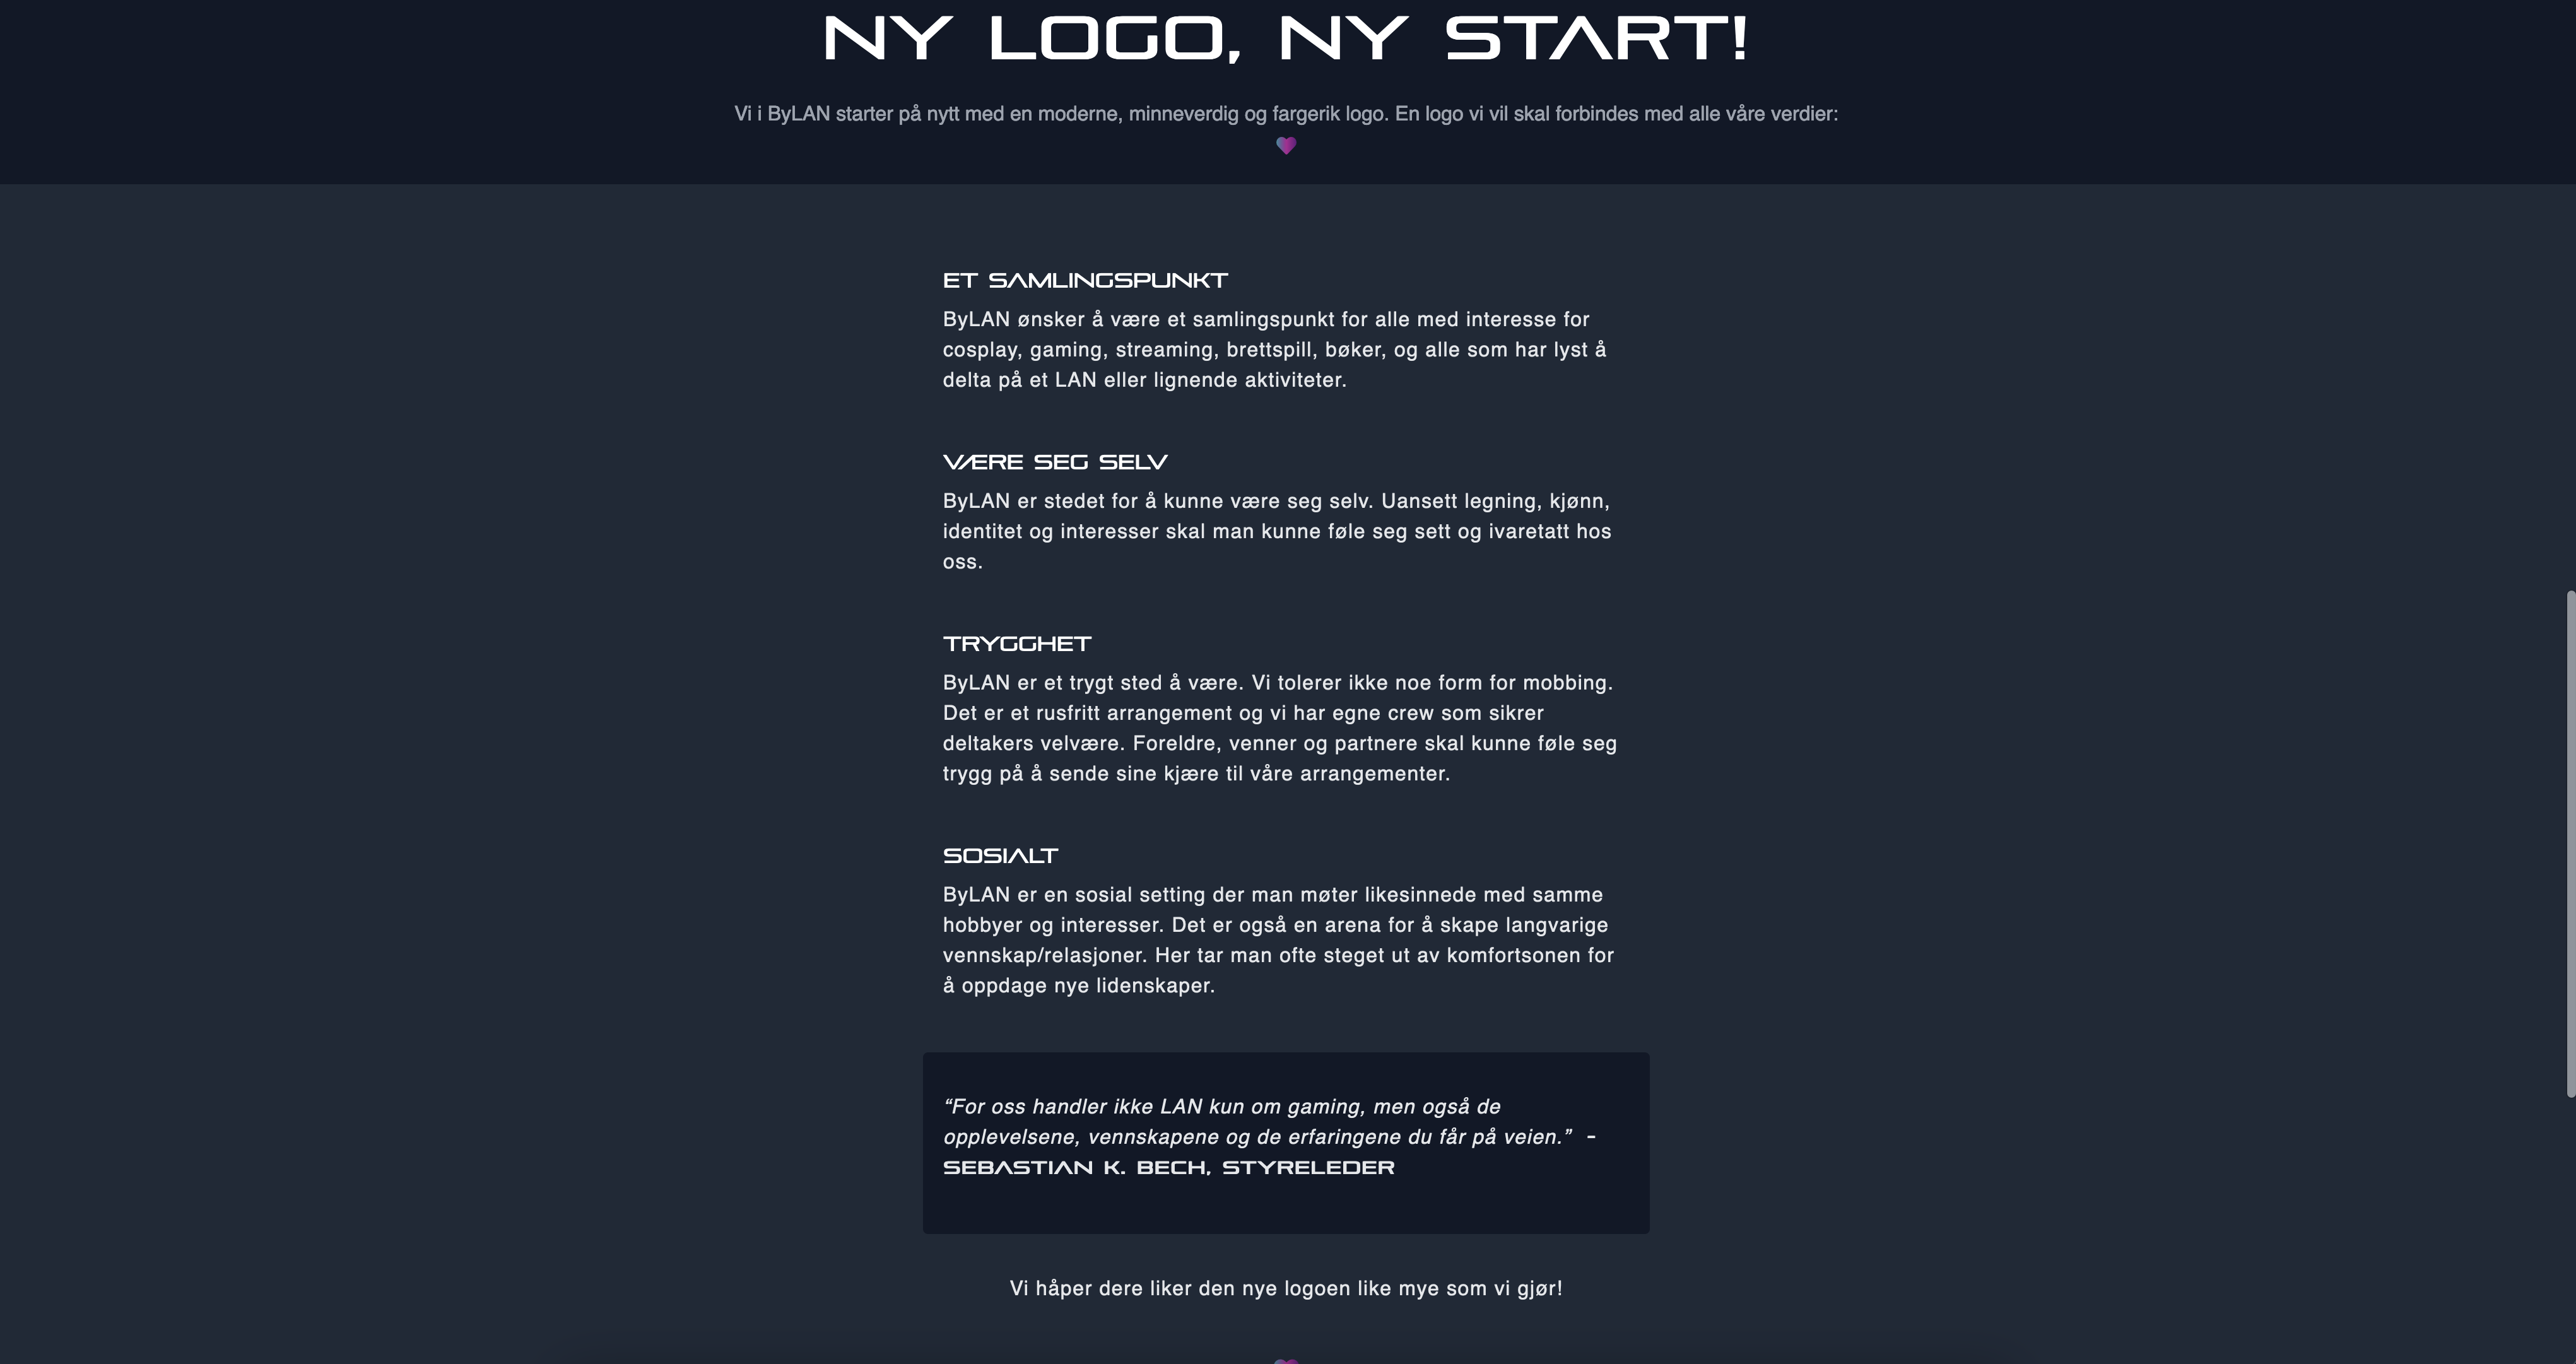 NY LOGO, NY START!
Vi i ByLAN starter på nytt med en moderne, minneverdig og fargerik logo. En logo vi vil skal forbindes med alle våre verdier:
ET SAMLINGSPUNKT
ByLAN ønsker å være et samlingspunkt for alle med interesse for
cosplay, gaming, streaming, brettspill, bøker, og alle som har lyst å
delta på et LAN eller lignende aktiviteter.
VÆRE SEG SELV
ByLAN er stedet for å kunne være seg selv. Uansett legning, kjønn,
identitet og interesser skal man kunne føle seg sett og ivaretatt hos
oss.
TRYGGHET
ByLAN er et trygt sted å være. Vi tolerer ikke noe form for mobbing.
Det er et rusfritt arrangement og vi har egne crew som sikrer
deltakers velvære. Foreldre, venner og partnere skal kunne føle seg
trygg på å sende sine kjære til våre arrangementer.
SOSIALT
ByLAN er en sosial setting der man møter likesinnede med samme
hobbyer og interesser. Det er også en arena for å skape langvarige
vennskap/relasjoner. Her tar man ofte steget ut av komfortsonen for
å oppdage nye lidenskaper.
“For oss handler ikke LAN kun om gaming, men også de
opplevelsene, vennskapene og de erfaringene du får på veien.” -
SEBASTIAN K. BECH, STYRELEDER
Vi håper dere liker den nye logoen like mye som vi gjør!